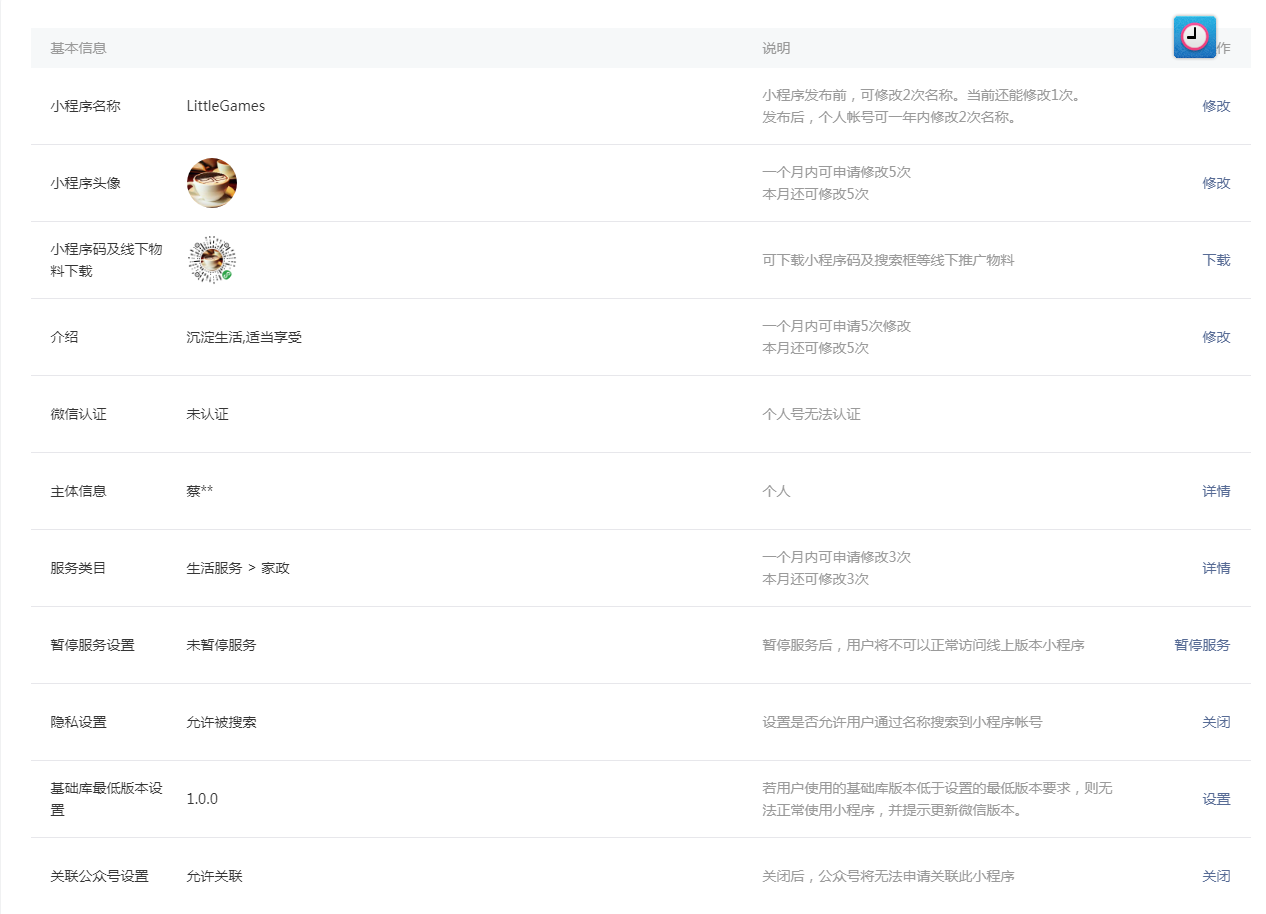 基本信息 说明 作
小程序名称 LittleGames 小程序发布前，可修改2次名称。当前还能修改1次。 修改
发布后，个人帐号可一年内修改2次名称。
小程序头像 一个月内可申请修改5次 修改
本月还可修改5次
小程序码及线下物 可下载小程序码及搜索框等线下推广物料 下载
料下载
介绍 沉淀生活,适当享受 一个月内可申请5次修改 修改
本月还可修改5次
微信认证 未认证 个人号无法认证
主体信息 蔡** 个人 详情
服务类目 生活服务 > 家政 一个月内可申请修改3次 详情
本月还可修改3次
暂停服务设置 未暂停服务 暂停服务后，用户将不可以正常访问线上版本小程序 暂停服务
隐私设置 允许被搜索 设置是否允许用户通过名称搜索到小程序帐号 关闭
基础库最低版本设 1.0.0 若用户使用的基础库版本低于设置的最低版本要求，则无 设置
置 法正常使用小程序，并提示更新微信版本。
关联公众号设置 允许关联 关闭后，公众号将无法申请关联此小程序 关闭